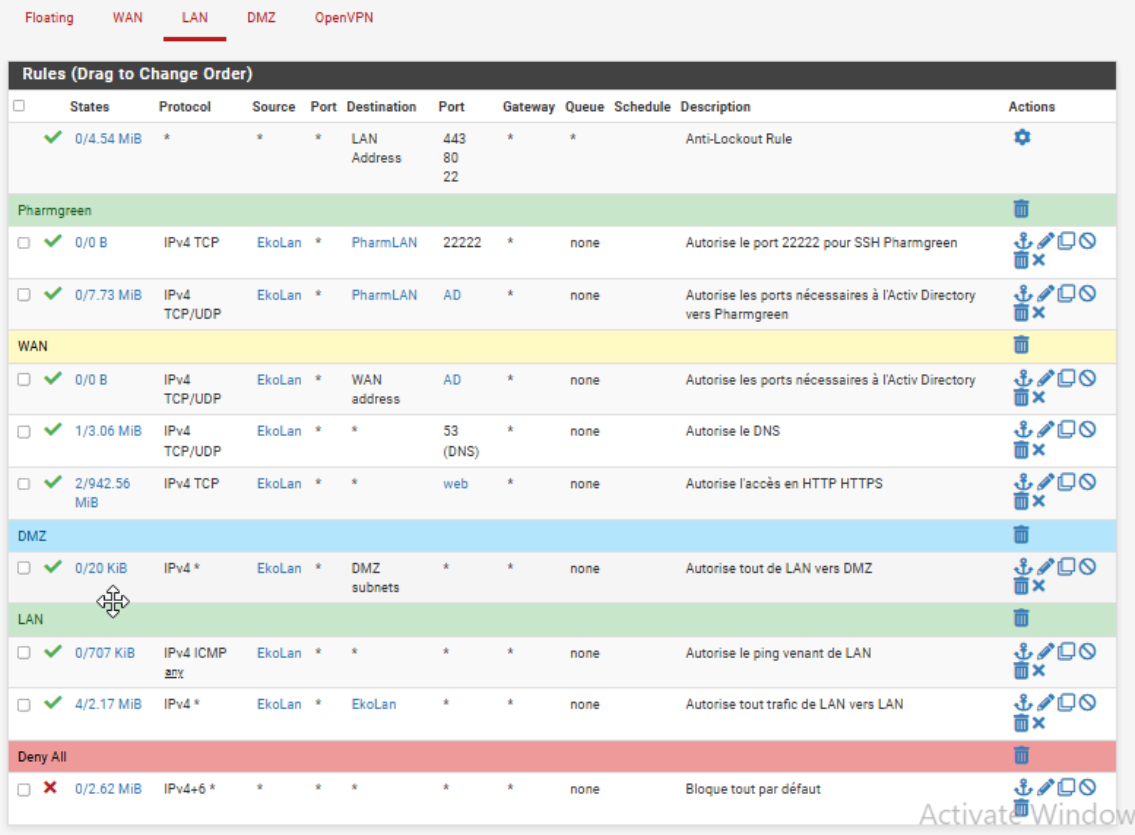 Floating WAN LAN DMZ OpenVPN
Rules (Drag to Change Order)
States Protocol Source Port Destination Port Gateway Queue Schedule Description Actions
0/4.54 MiB * * * LAN Address 443 80 22 * * Anti-Lockout Rule
Pharmgreen
0/0 B IPv4 TCP EkoLan * PharmLAN 22222 * none Autorise le port 22222 pour SSH Pharmgreen
0/7.73 MiB IPv4 TCP/UDP EkoLan * PharmLAN AD * none Autorise les ports nécessaires à l'Activ Directory vers Pharmgreen
WAN
0/0 B IPv4 TCP/UDP EkoLan * WAN address AD * none Autorise les ports nécessaires à l'Activ Directory
1/3.06 MiB IPv4 TCP/UDP EkoLan * * 53 (DNS) * none Autorise le DNS
2/942.56 MiB IPv4 TCP EkoLan * * web * none Autorise l'accès en HTTP HTTPS
DMZ
0/20 KiB IPv4 * EkoLan * DMZ subnets * * none Autorise tout de LAN vers DMZ
LAN
0/707 KiB IPv4 ICMP any EkoLan * * * * none Autorise le ping venant de LAN
4/2.17 MiB IPv4 * EkoLan * EkoLan * * none Autorise tout trafic de LAN vers LAN
Deny All
0/2.62 MiB IPv4+6 * * * * * * none Bloque tout par défaut
Activate Window